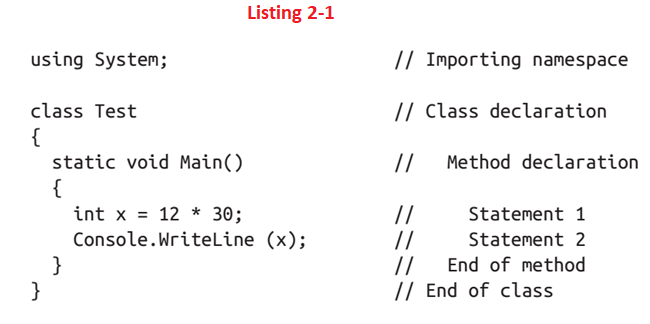 Listing 2-1
using System; // Importing namespace
class Test // Class declaration
{
static void Main() // Method declaration
{
int x = 12 * 30; // Statement 1
Console.WriteLine (x); // Statement 2
} // End of method
} // End of class